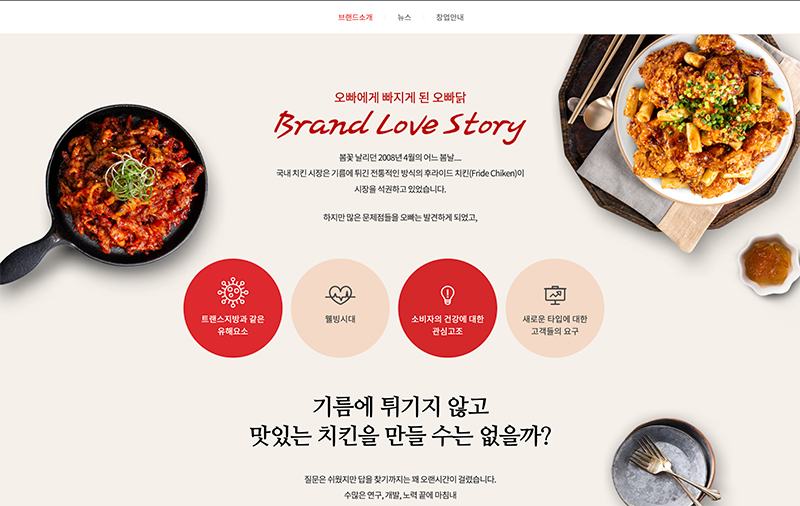 브랜드소개 뉴스 창업안내
오빠에게 빠지게 된 오빠닭
Brand Love Story
봄꽃 날리던 2008년 4월의 어느 봄날....
국내 치킨 시장은 기름에 튀긴 전통적인 방식의 후라이드 치킨(Fride Chiken)이
시장을 석권하고 있었습니다.
하지만 많은 문제점들을 오빠는 발견하게 되었고,
트랜스지방과 같은
유해요소
웰빙시대
소비자의 건강에 대한
관심고조
새로운 타입에 대한
고객들의 요구
기름에 튀기지 않고
맛있는 치킨을 만들 수는 없을까?
질문은 쉬웠지만 답을 찾기까지는 꽤 오랜시간이 걸렸습니다.
수많은 연구, 개발, 노력 끝에 마침내